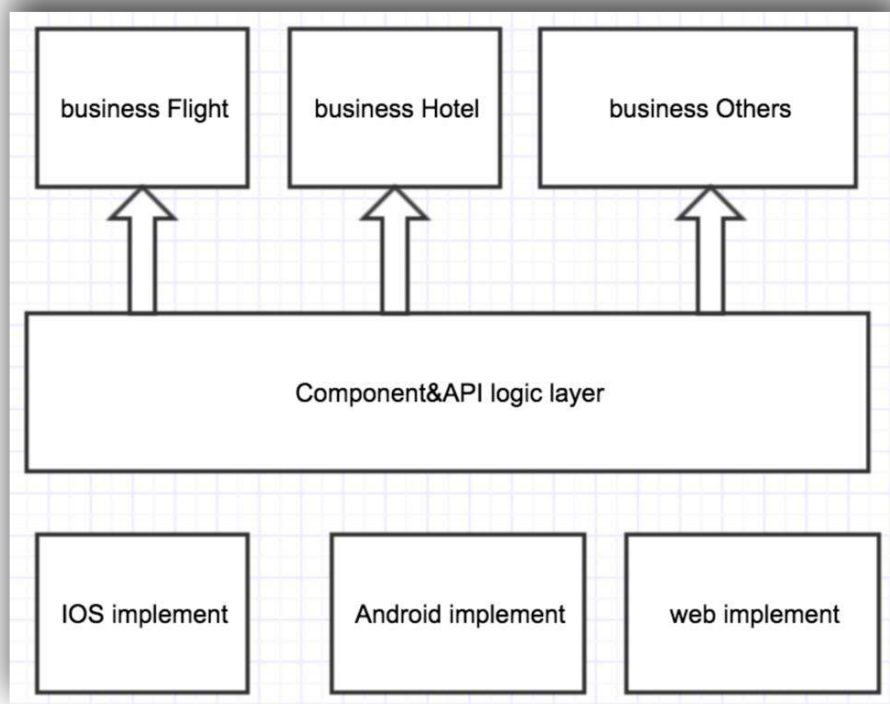 business Flight
business Hotel
business Others
Component&API logic layer
IOS implement
Android implement
web implement